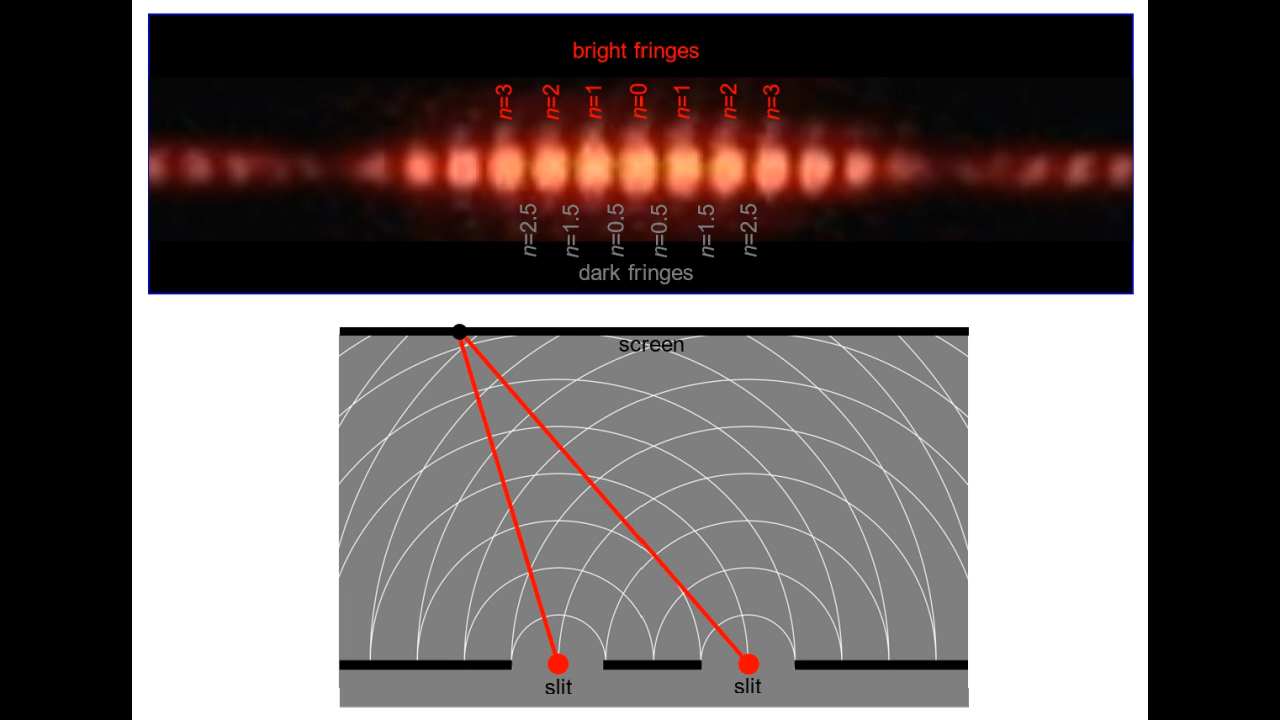 bright fringes
n=3
n=2
n=1
n=0
n=1
n=2
n=3
n=2.5
n=1.5
n=0.5
n=0.5
n=1.5
n=2.5
dark fringes
screen
slit
slit